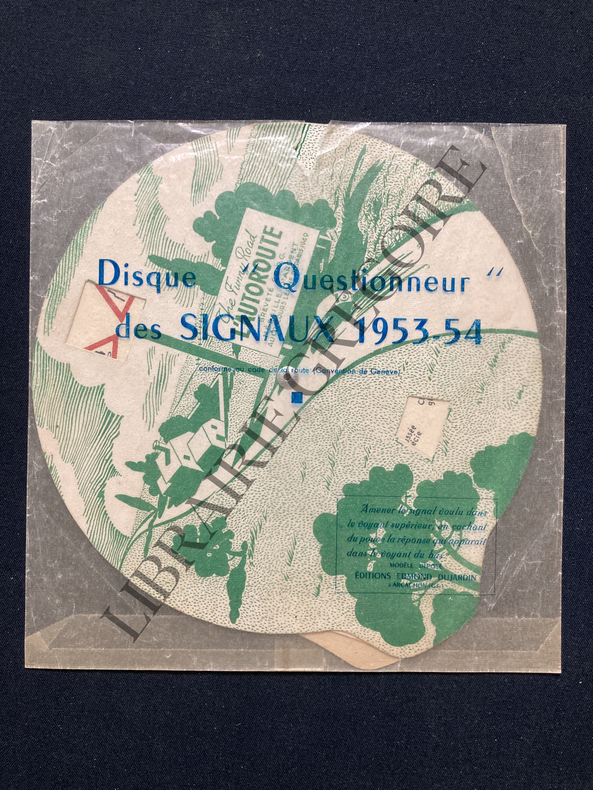 Road
AUTOROUTE
Disque " Questionneur "
des SIGNAUX 1953-54
conforme au code de la route (Convention de Genève)
Amener le signal voulu dans
le voyant supérieur, en cachant
du pouce la réponse qui apparaît
dans le voyant du bas.
MODÈLE DÉPOSÉ
ÉDITIONS EDMOND DUJARDIN
LIBRAIRIE GREGOIRE